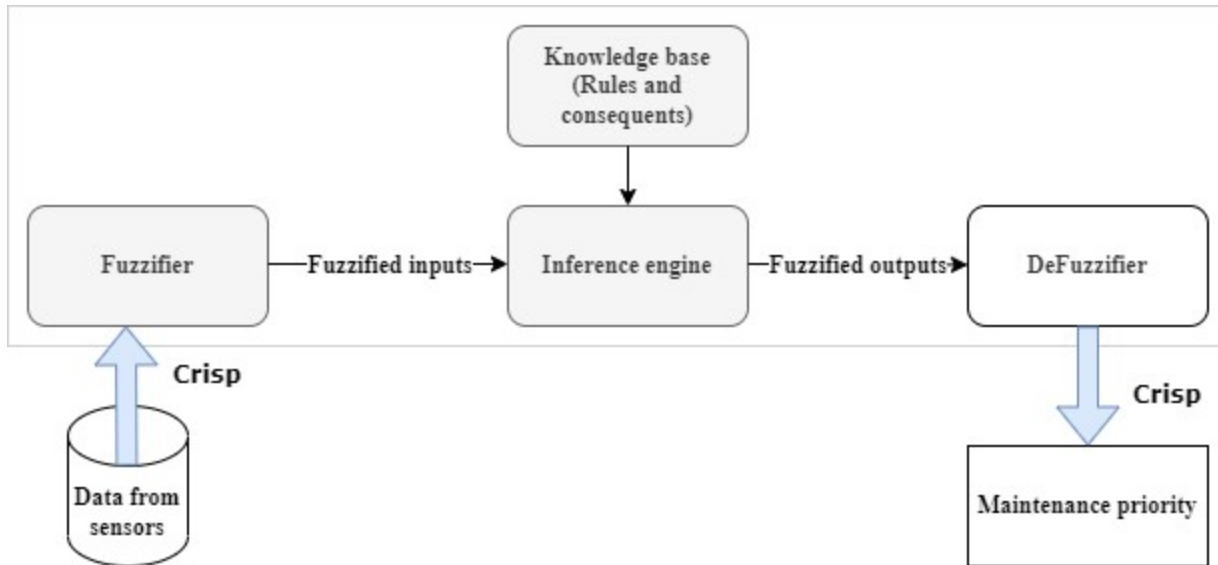 Knowledge base
(Rules and
consequents)
Fuzzifier
Fuzzified inputs
Inference engine
Fuzzified outputs
DeFuzzifier
Crisp
Crisp
Data from
sensors
Maintenance priority